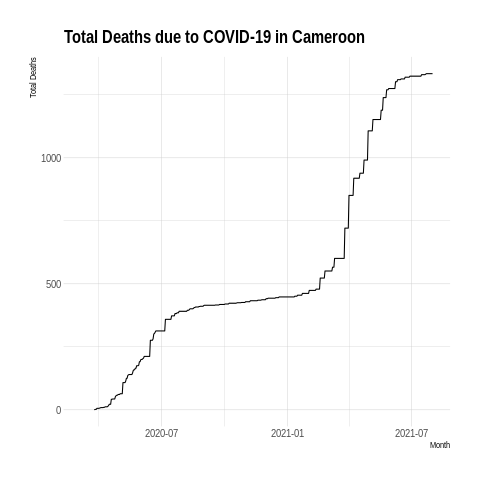 Total Deaths due to COVID-19 in Cameroon
Total Deaths
1000
500
0
2020-07
2021-01
2021-07
Month